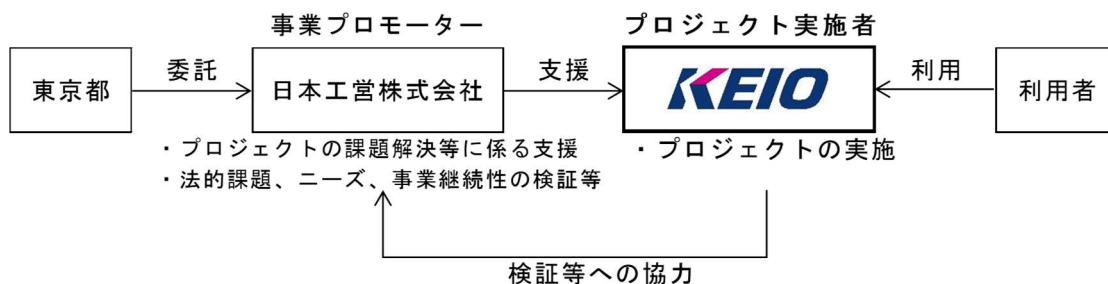 事業プロモーター
プロジェクト実施者
東京都
委託
日本工営株式会社
支援
KEIO
利用
利用者
・プロジェクトの課題解決等に係る支援
・法的課題、ニーズ、事業継続性の検証等
・プロジェクトの実施
検証等への協力